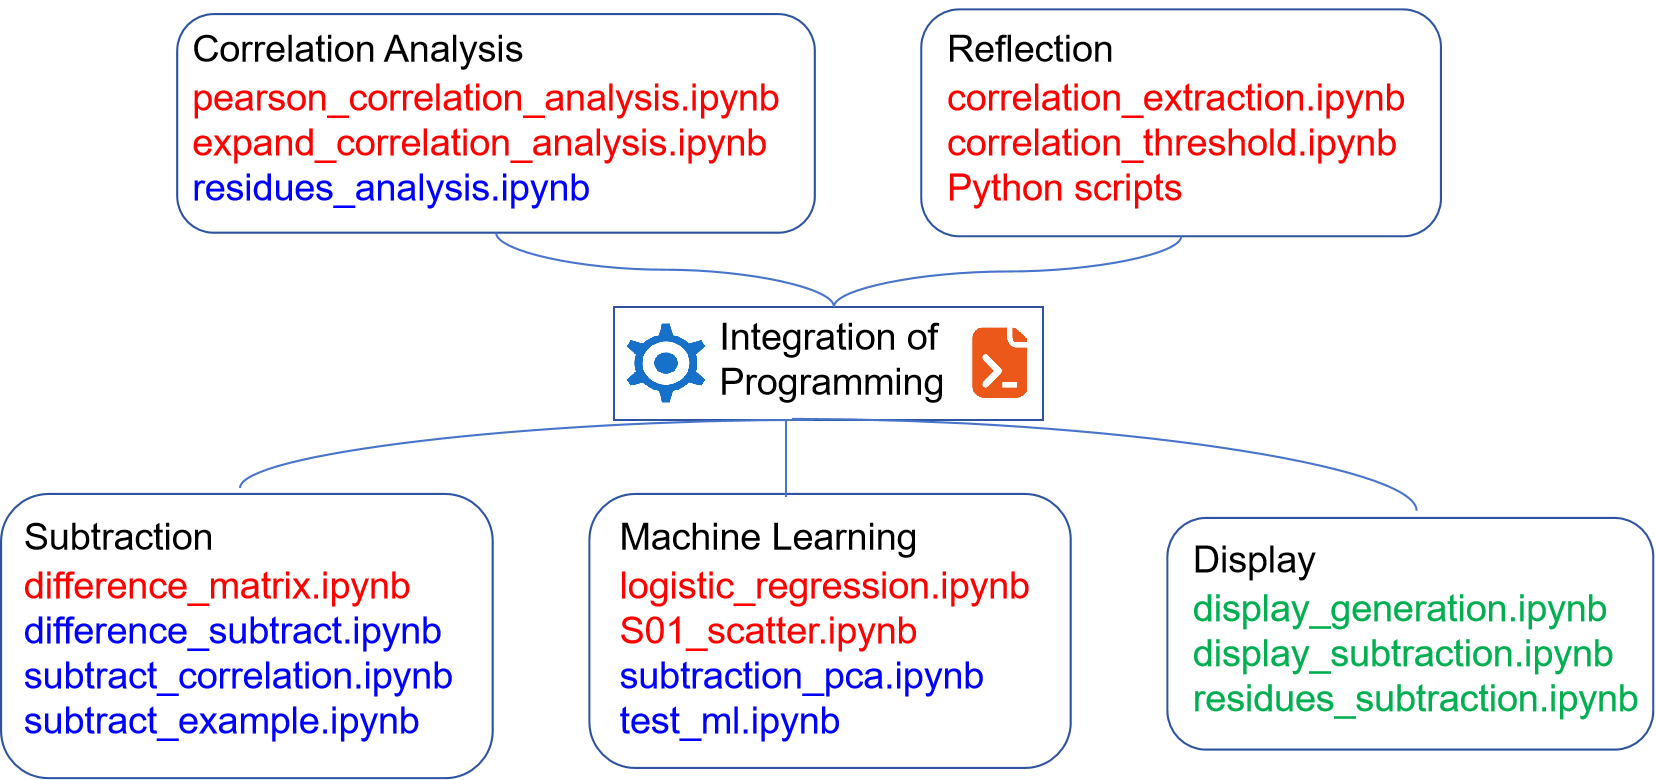 Correlation Analysis
pearson_correlation_analysis.ipynb
expand_correlation_analysis.ipynb
residues_analysis.ipynb
Reflection
correlation_extraction.ipynb
correlation_threshold.ipynb
Python scripts
Integration of
Programming
Subtraction
difference_matrix.ipynb
difference_subtract.ipynb
subtract_correlation.ipynb
subtract_example.ipynb
Machine Learning
logistic_regression.ipynb
S01_scatter.ipynb
subtraction_pca.ipynb
test_ml.ipynb
Display
display_generation.ipynb
display_subtraction.ipynb
residues_subtraction.ipynb